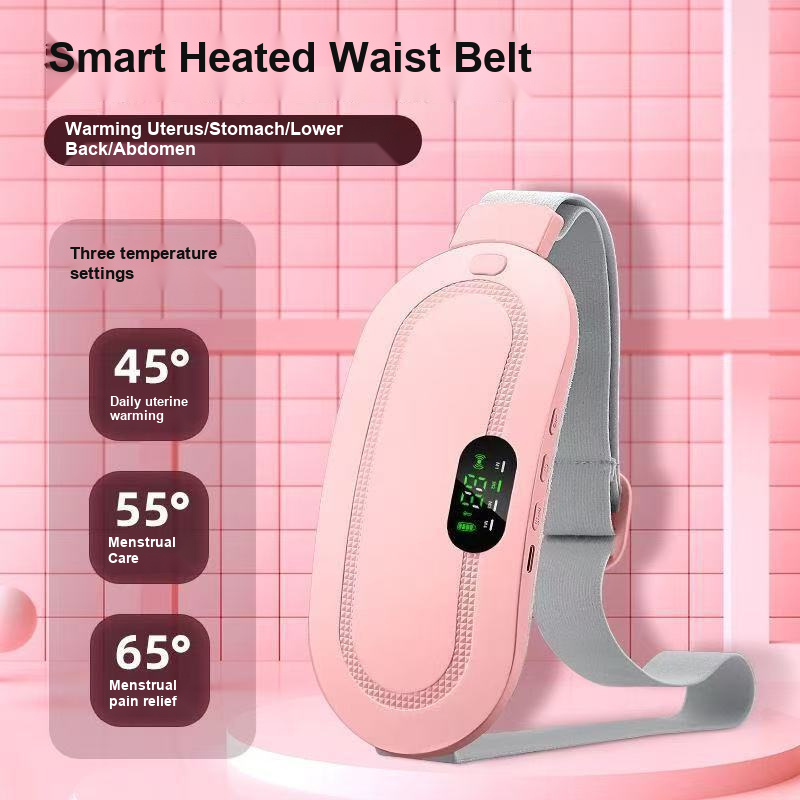 Smart Heated Waist Belt
Warming Uterus/Stomach/Lower
Back/Abdomen
Three temperature
settings
45°
Daily uterine
warming
55°
Menstrual
Care
65°
Menstrual
pain relief
88